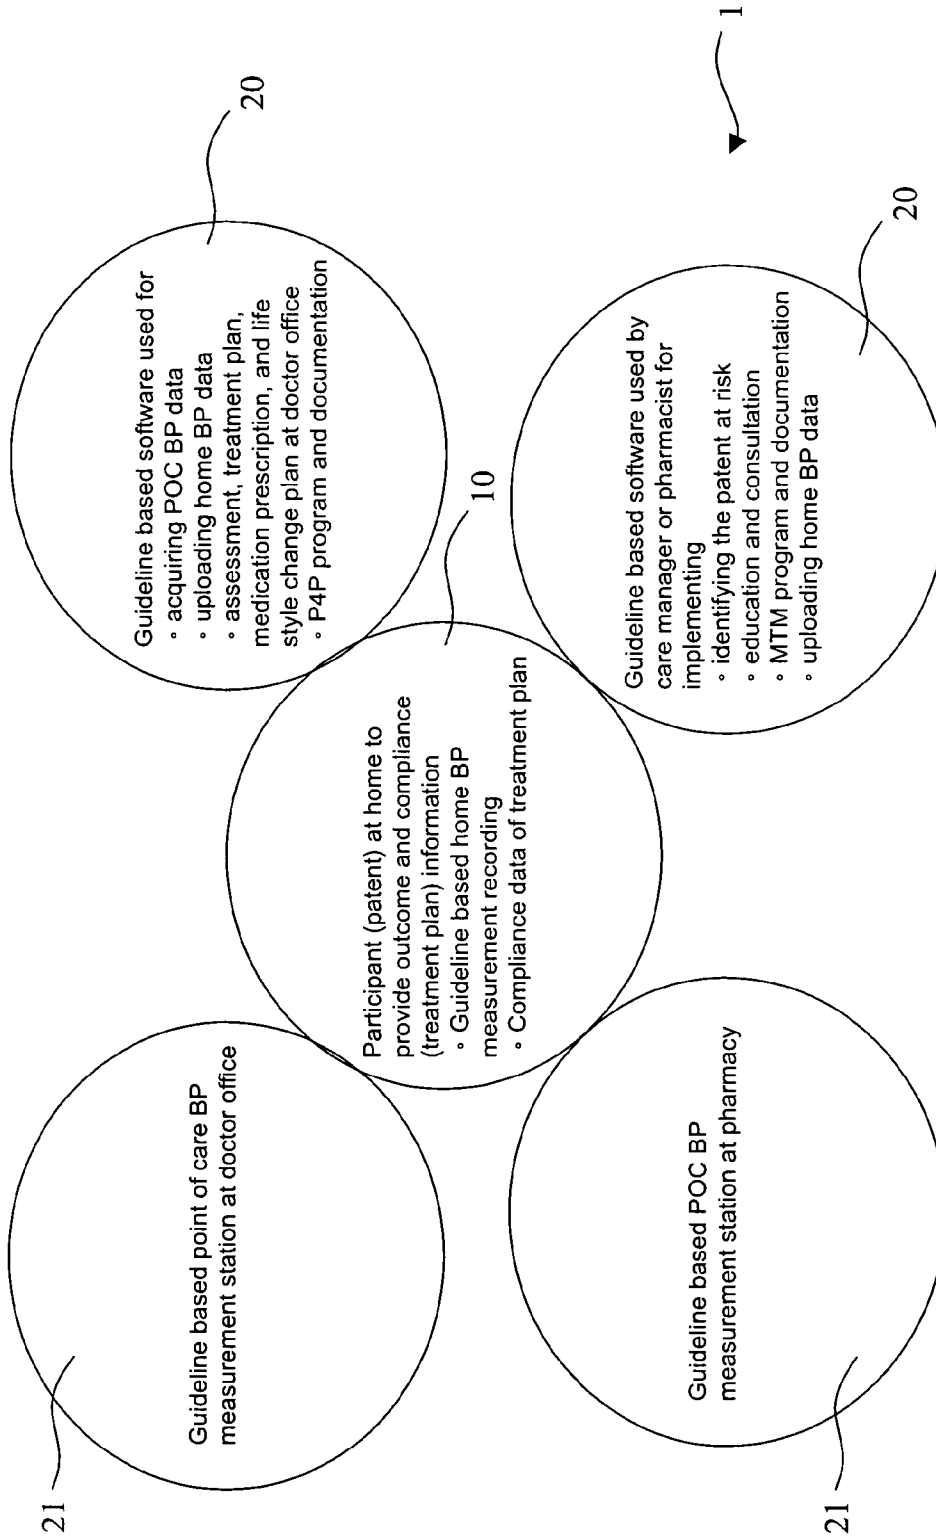 Guideline based point of care BP
measurement station at doctor office
21
Guideline based software used for
◦ acquiring POC BP data
◦ uploading home BP data
◦ assessment, treatment plan,
medication prescription, and life
style change plan at doctor office
◦ P4P program and documentation
20
Participant (patent) at home to
provide outcome and compliance
(treatment plan) information
◦ Guideline based home BP
measurement recording
◦ Compliance data of treatment plan
10
Guideline based POC BP
measurement station at pharmacy
21
Guideline based software used by
care manager or pharmacist for
implementing
◦ identifying the patent at risk
◦ education and consultation
◦ MTM program and documentation
◦ uploading home BP data
20
1